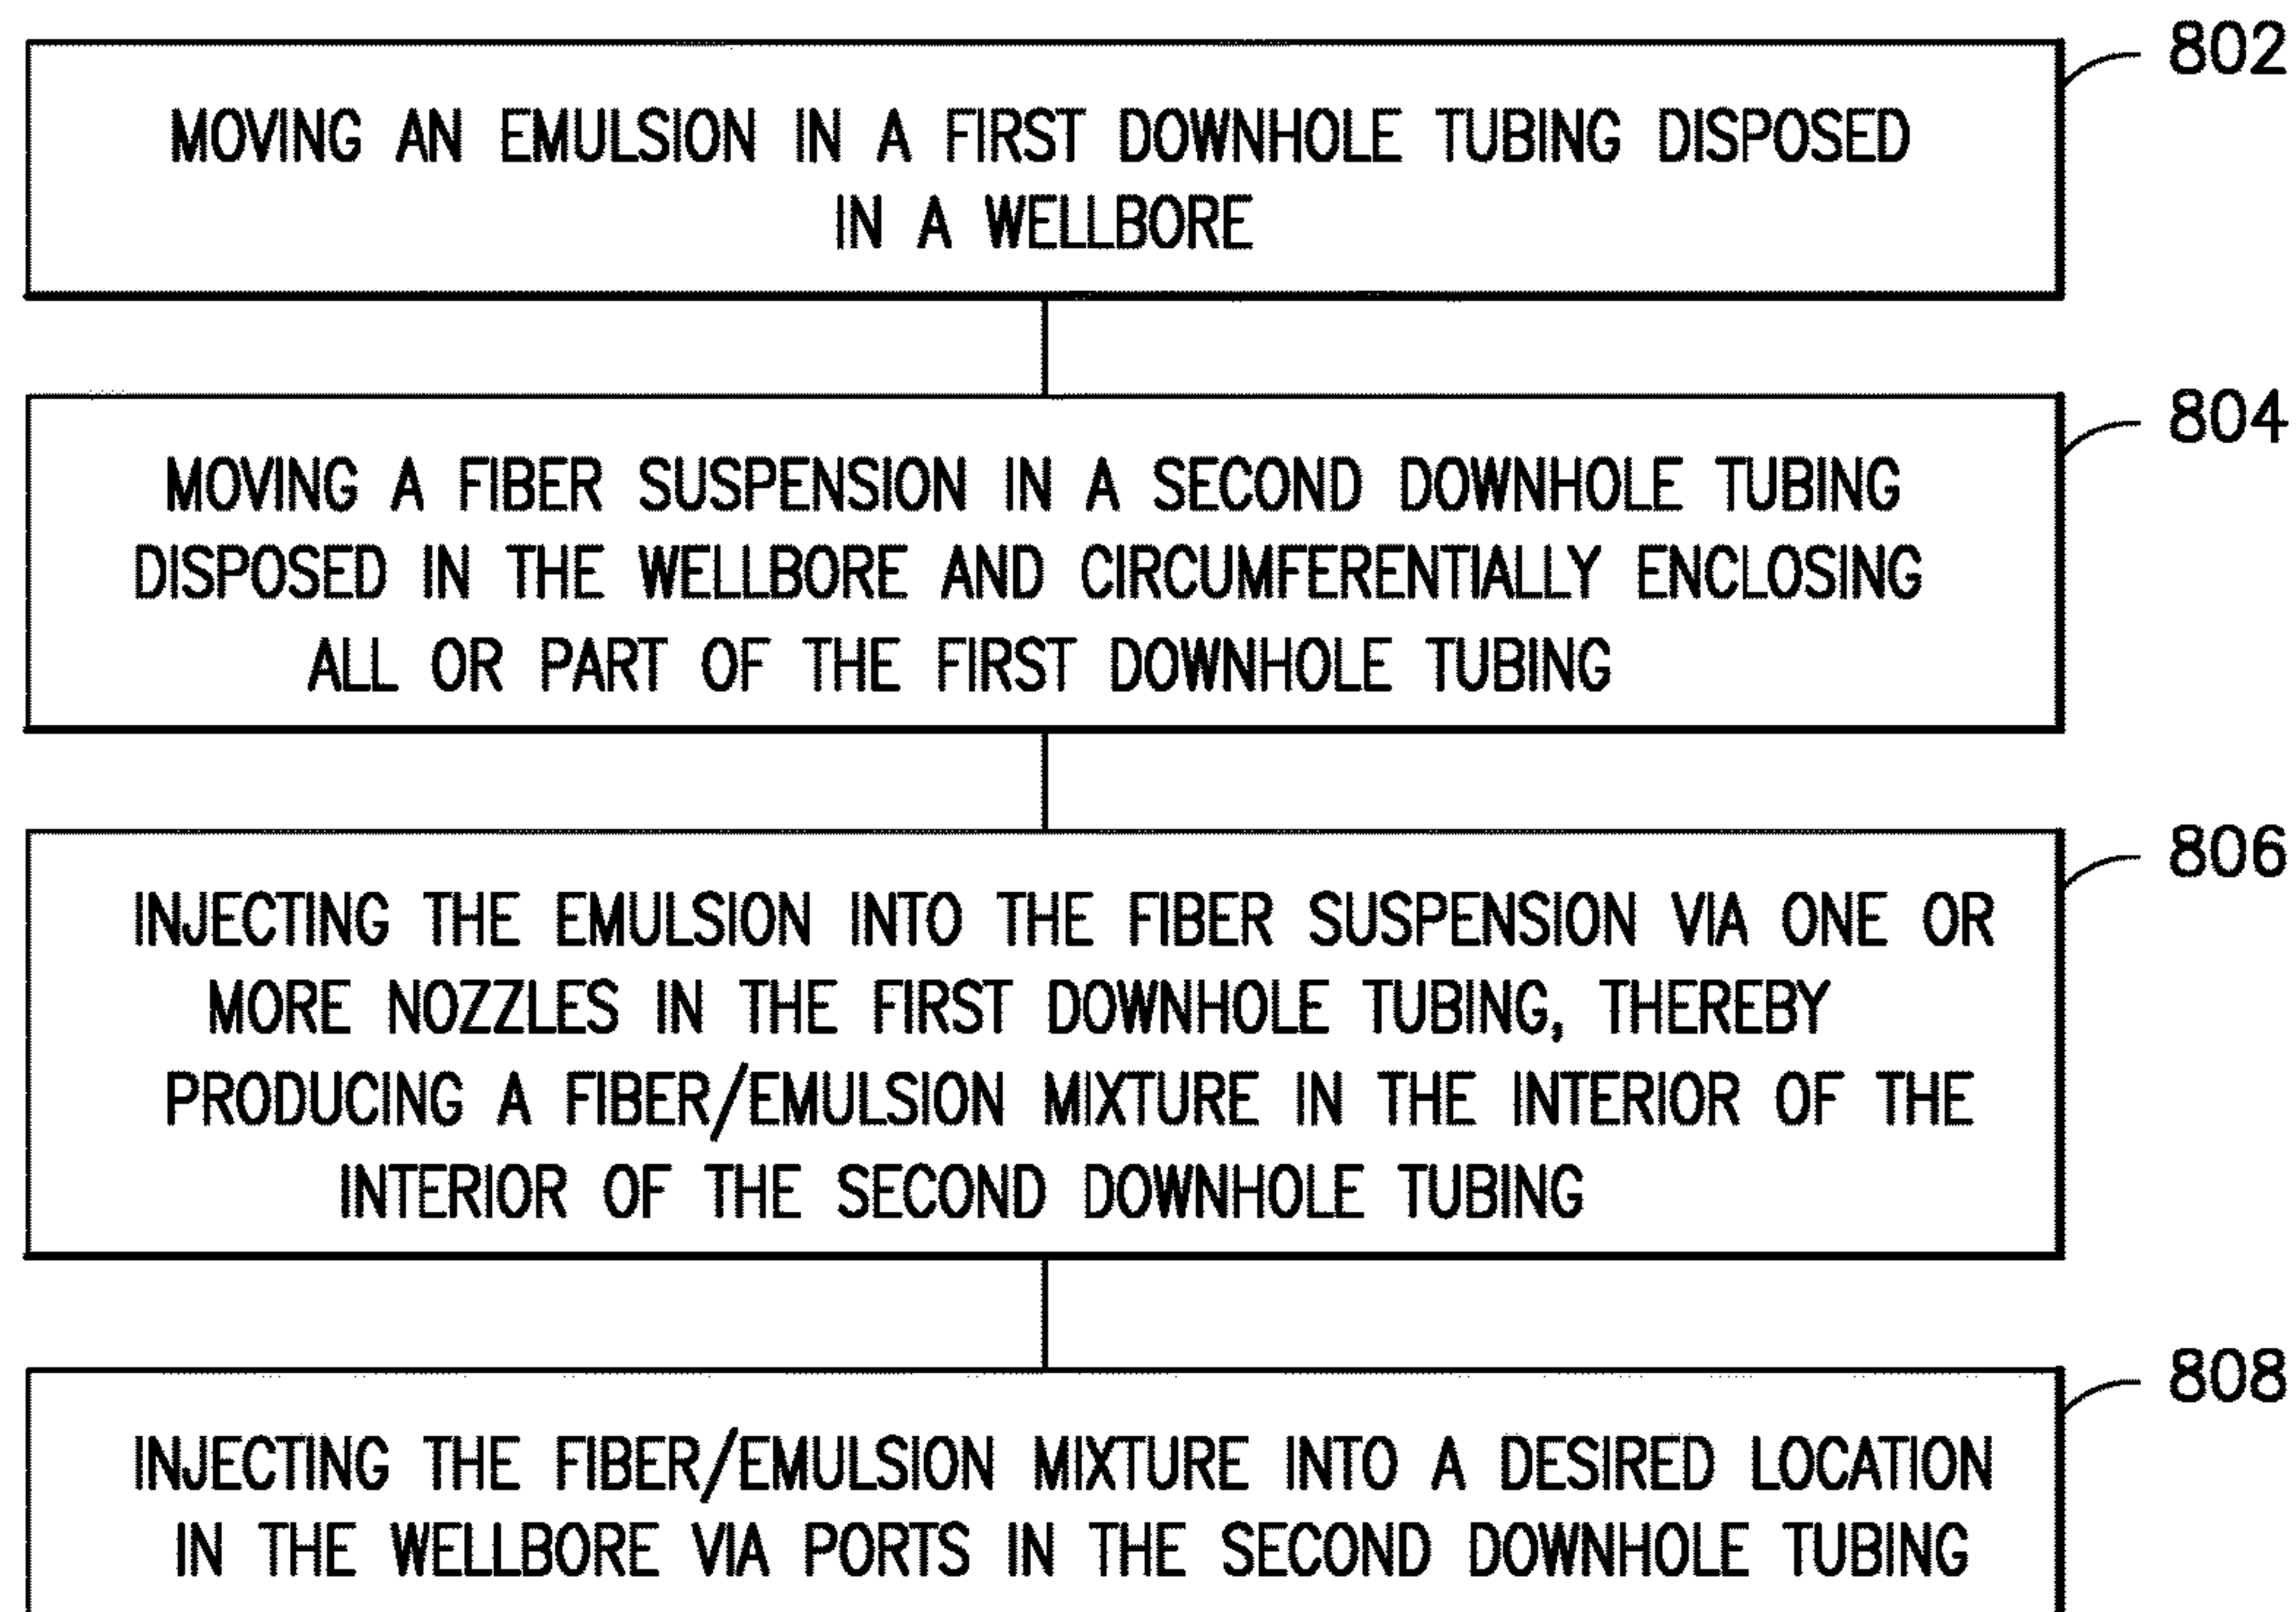 802
MOVING AN EMULSION IN A FIRST DOWNHOLE TUBING DISPOSED
IN A WELLBORE
804
MOVING A FIBER SUSPENSION IN A SECOND DOWNHOLE TUBING
DISPOSED IN THE WELLBORE AND CIRCUMFERENTIALLY ENCLOSING
ALL OR PART OF THE FIRST DOWNHOLE TUBING
806
INJECTING THE EMULSION INTO THE FIBER SUSPENSION VIA ONE OR
MORE NOZZLES IN THE FIRST DOWNHOLE TUBING, THEREBY
PRODUCING A FIBER/EMULSION MIXTURE IN THE INTERIOR OF THE
INTERIOR OF THE SECOND DOWNHOLE TUBING
808
INJECTING THE FIBER/EMULSION MIXTURE INTO A DESIRED LOCATION
IN THE WELLBORE VIA PORTS IN THE SECOND DOWNHOLE TUBING